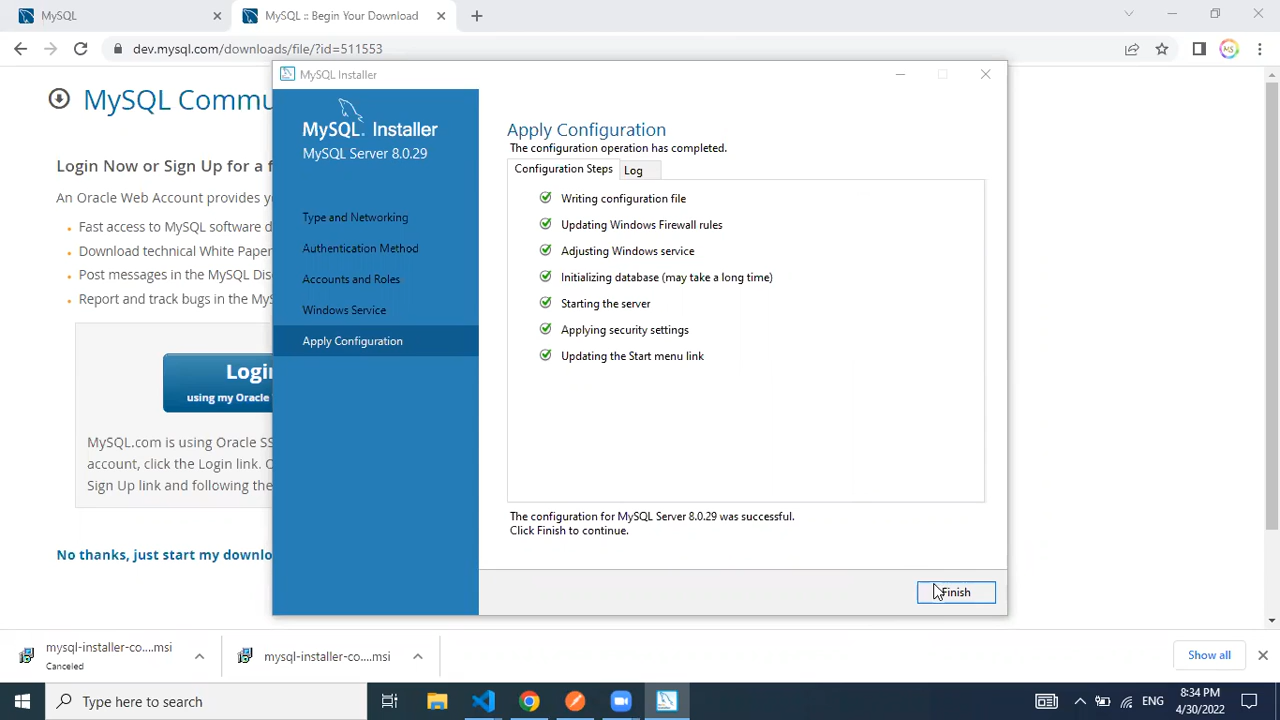 MySQL
MySQL :: Begin Your Download
dev.mysql.com/downloads/file/?id=511553
MS
MySQL Commu
Login Now or Sign Up for a f
An Oracle Web Account provides yo
Fast access to MySQL software d
Download technical White Paper
Post messages in the MySQL Disc
Report and track bugs in the MyS
Login
using my Oracle
MySQL.com is using Oracle SS
account, click the Login link. O
Sign Up link and following the
No thanks, just start my downlo
MySQL Installer
MySQL. Installer
MySQL Server 8.0.29
Type and Networking
Authentication Method
Accounts and Roles
Windows Service
Apply Configuration
Apply Configuration
The configuration operation has completed.
Configuration Steps
Log
Writing configuration file
Updating Windows Firewall rules
Adjusting Windows service
Initializing database (may take a long time)
Starting the server
Applying security settings
Updating the Start menu link
The configuration for MySQL Server 8.0.29 was successful.
Click Finish to continue.
Finish
mysql-installer-co....msi
Canceled
mysql-installer-co....msi
Show all
Type here to search
ENG
8:34 PM
4/30/2022